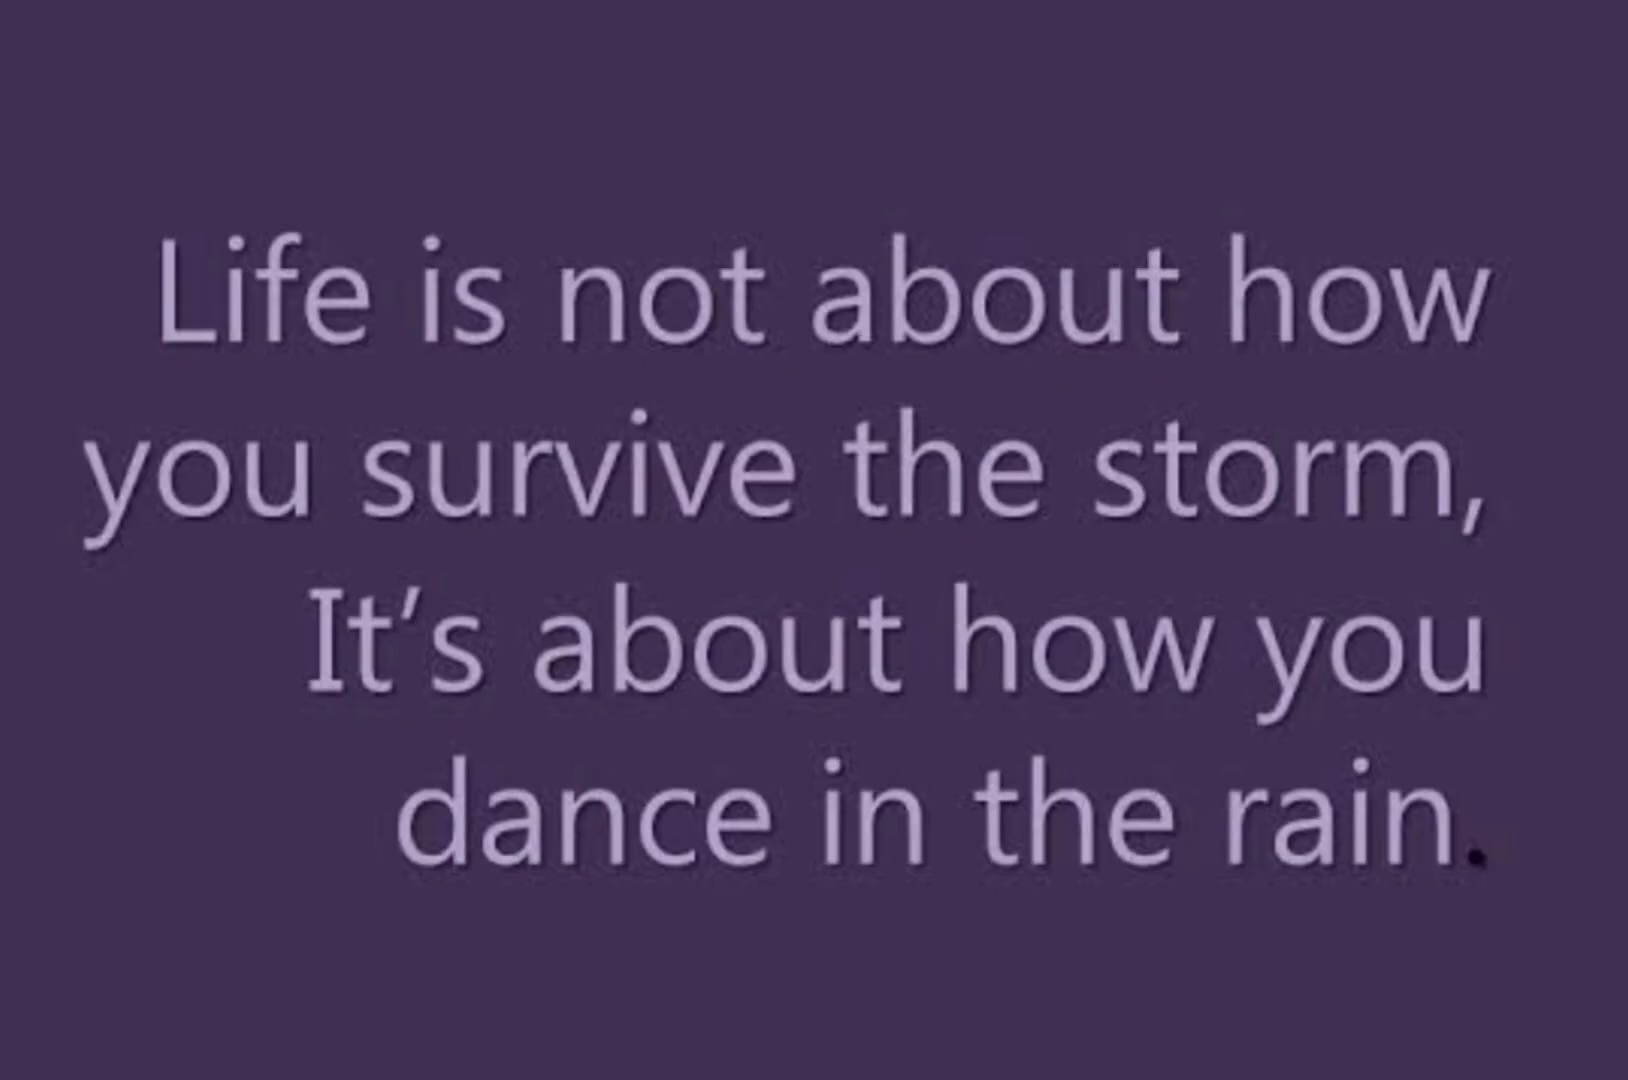 Life is not about how
you survive the storm,
It’s about how you
dance in the rain.